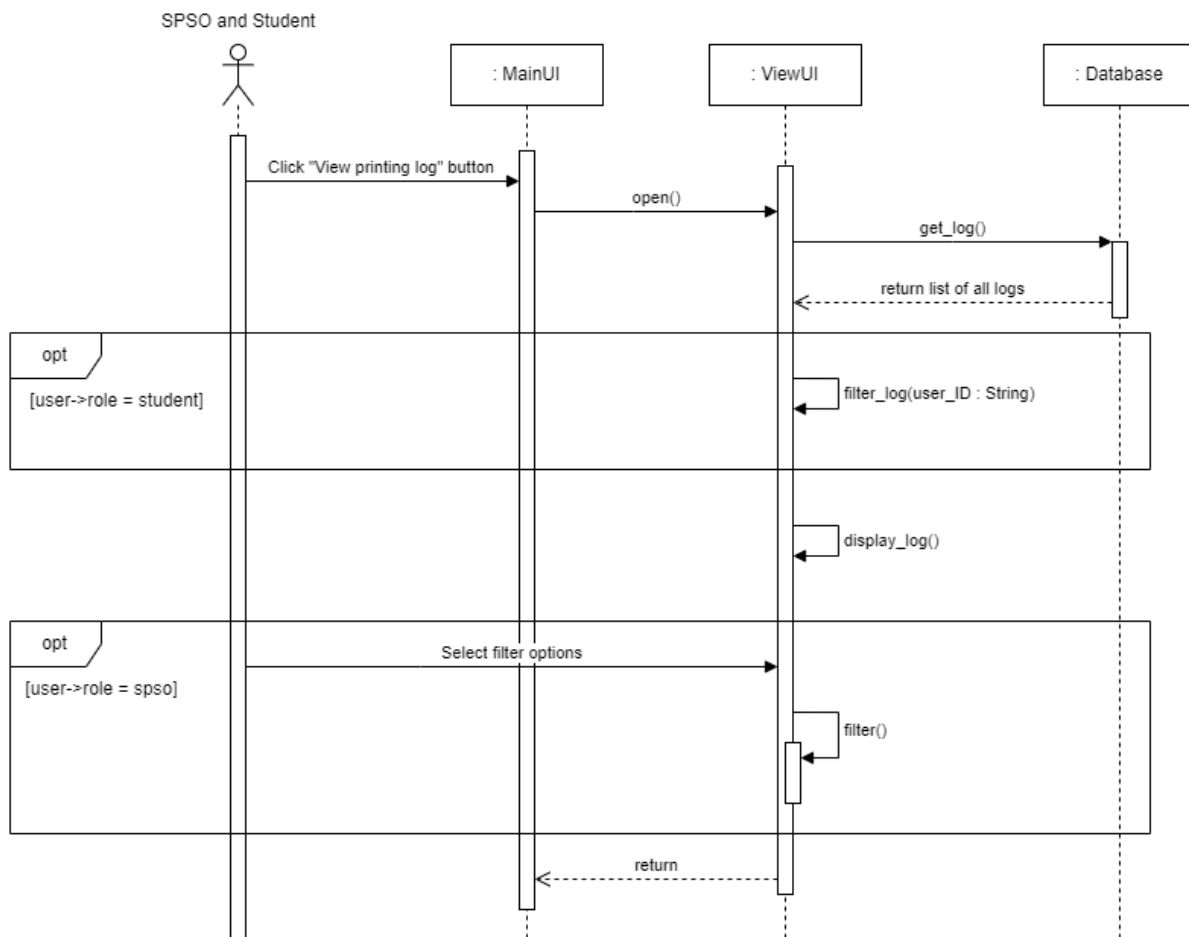 SPSO and Student
: MainUI
: ViewUI
: Database
Click "View printing log" button
open()
get_log()
return list of all logs
opt
[user->role = student]
filter_log(user_ID : String)
display_log()
opt
Select filter options
[user->role = spso]
filter()
return